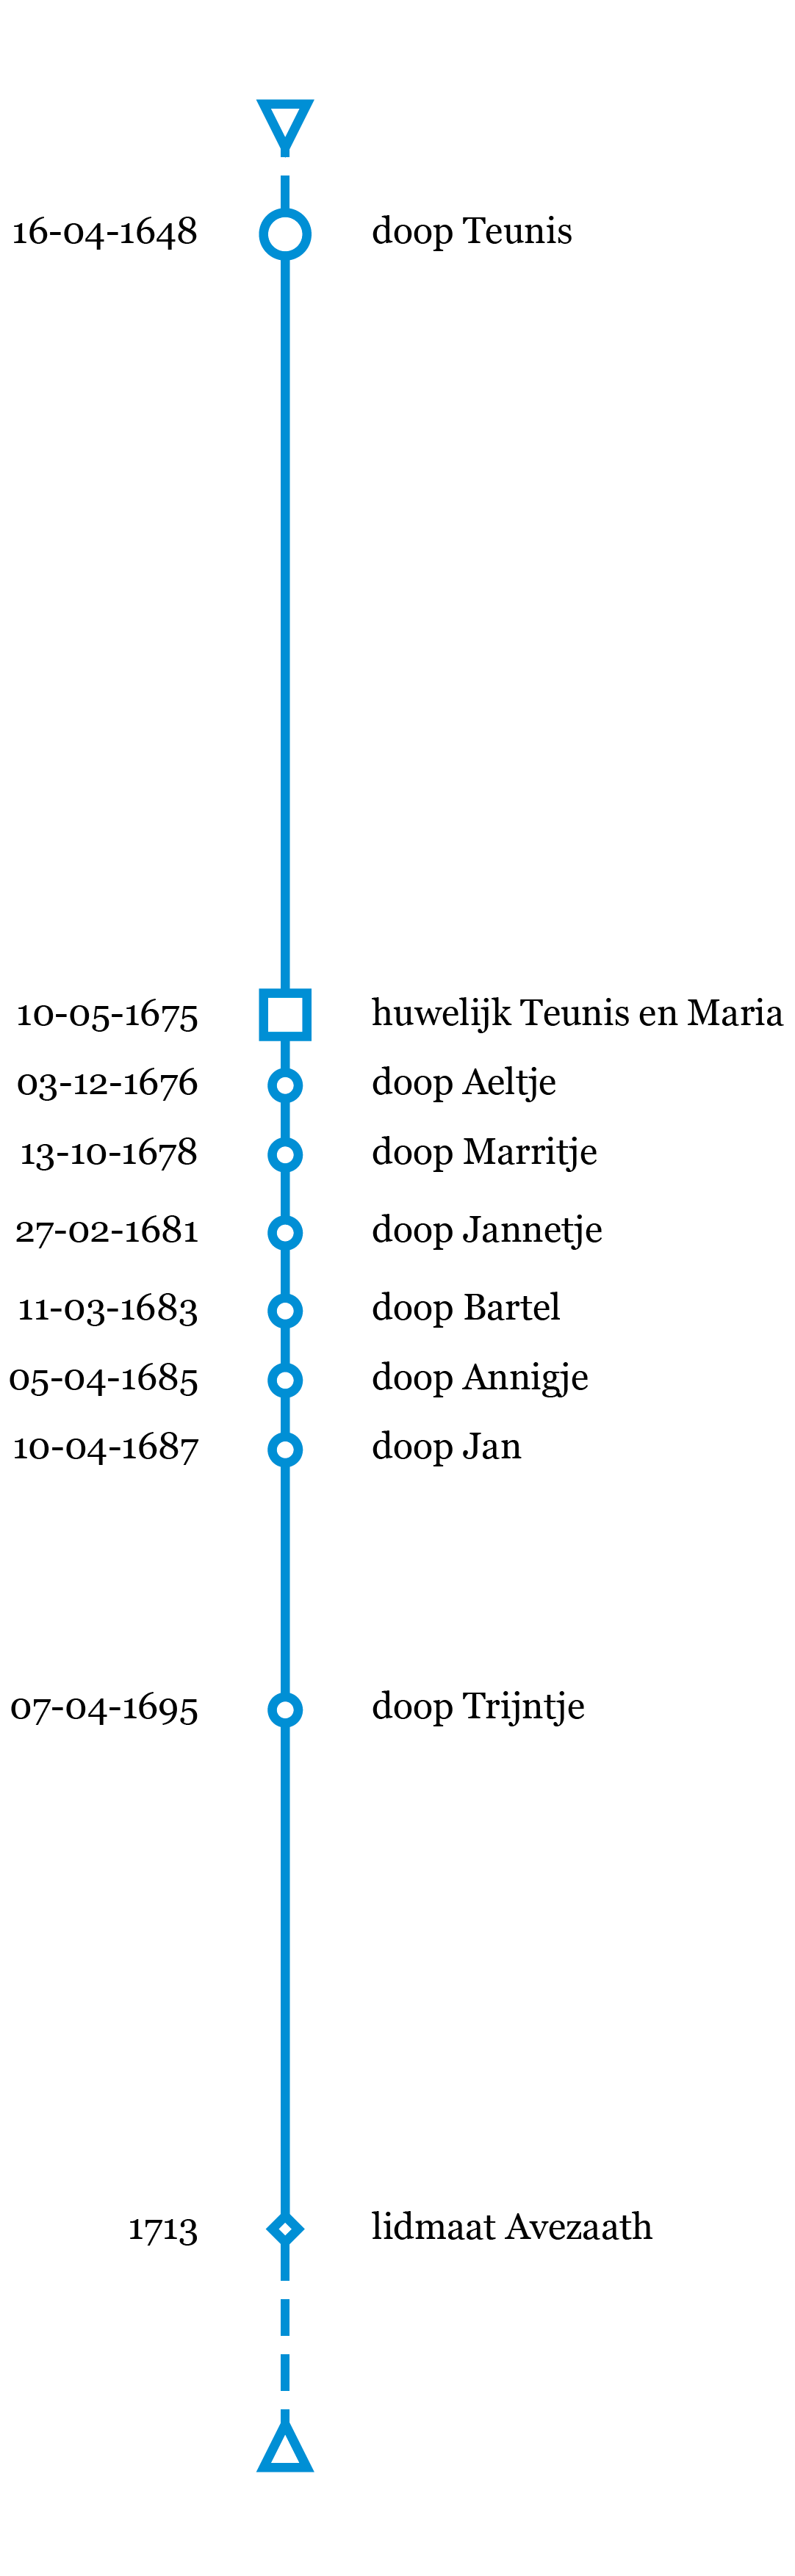 16-04-1648 doop Teunis
10-05-1675 huwelijk Teunis en Maria
03-12-1676 doop Aeltje
13-10-1678 doop Marritje
27-02-1681 doop Jannetje
11-03-1683 doop Bartel
05-04-1685 doop Annigje
10-04-1687 doop Jan
07-04-1695 doop Trijntje
1713 lidmaat Avezaath